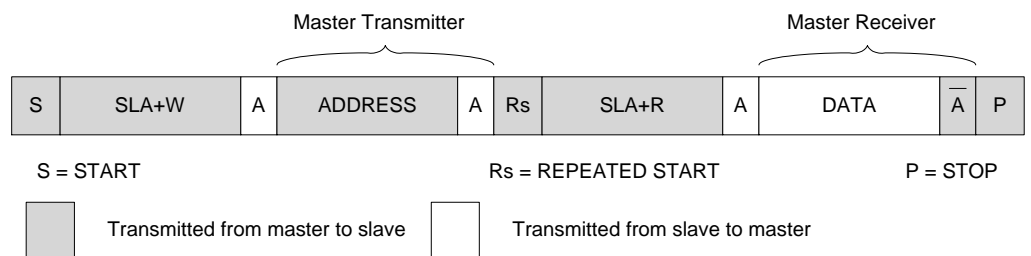 Master Transmitter Master Receiver
S SLA+W A ADDRESS A Rs SLA+R A DATA A̅ P
S = START Rs = REPEATED START P = STOP
Transmitted from master to slave Transmitted from slave to master